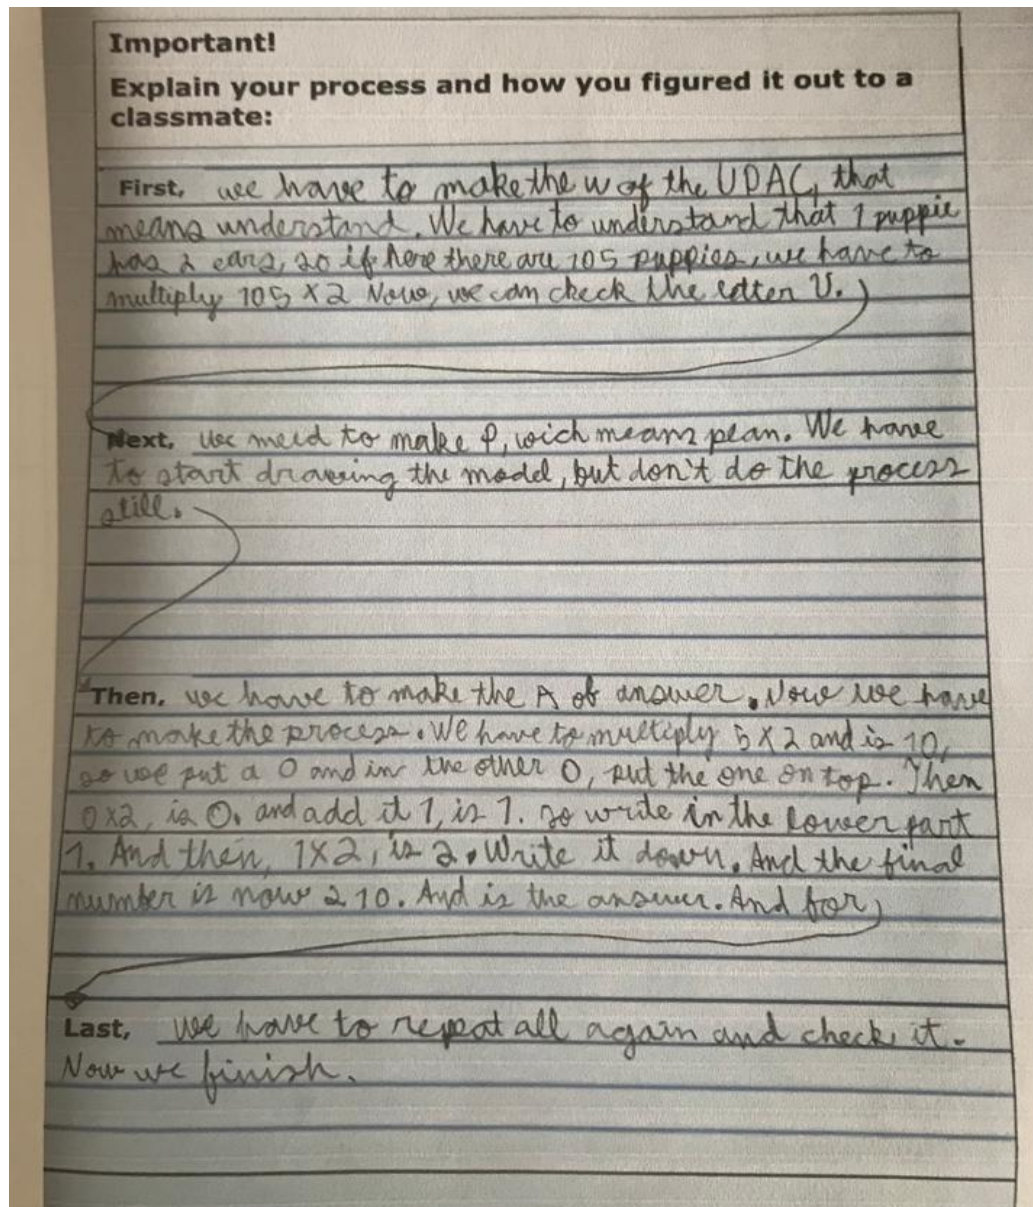 Important!
Explain your process and how you figured it out to a
classmate:
First, we have to make the u of the UDAC, that
means understand. We have to understand that 1 puppie
has 2 ears, so if here there are 105 puppies, we have to
multiply 105 x 2 Now, we can check the letter U.
Next, We need to make P, wich means plan. We have
to start drawing the model, but don't do the process
still.
Then, we have to make the A of answer. Now we have
to make the process. We have to multiply 5 x 2 and is 10,
so we put a 0 and in the other 0, put the one on top. Then
0x2, is 0. and add it 1, is 1. so write in the lower part
1. And then, 1x2, is 2. Write it down. And the final
number is now 210. And is the answer. And for
Last, we have to repeat all again and check it.
Now we finish.